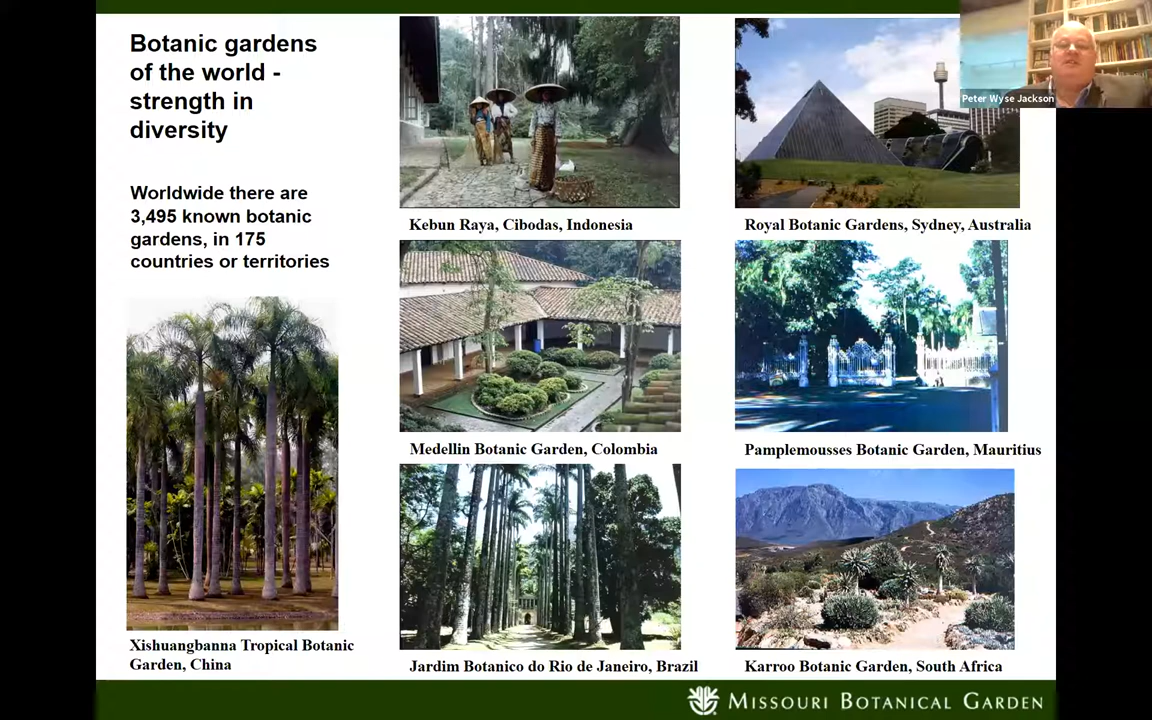 Botanic gardens
of the world -
strength in
diversity
Worldwide there are
3,495 known botanic
gardens, in 175
countries or territories
Xishuangbanna Tropical Botanic
Garden, China
Kebun Raya, Cibodas, Indonesia
Medellin Botanic Garden, Colombia
Jardim Botanico do Rio de Janeiro, Brazil
Royal Botanic Gardens, Sydney, Australia
Pamplemousses Botanic Garden, Mauritius
Karroo Botanic Garden, South Africa
Peter Wyse Jackson
MISSOURI BOTANICAL GARDEN